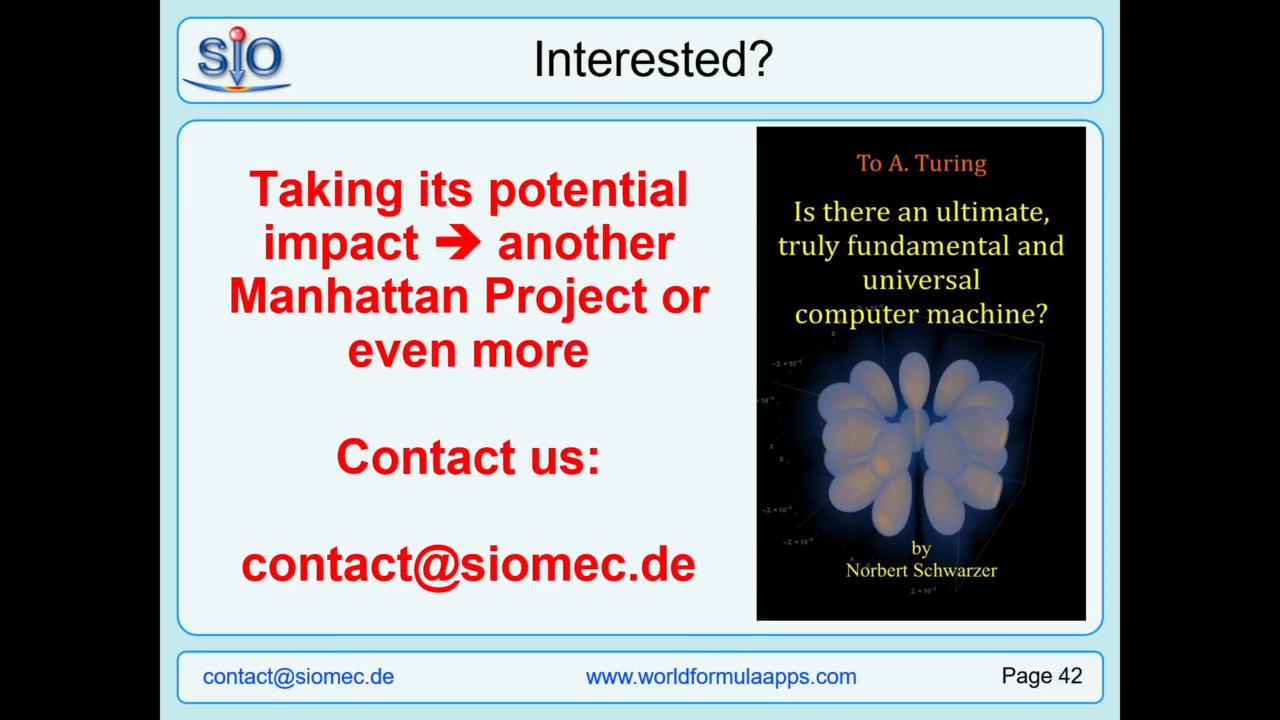 SIO
Interested?
Taking its potential
impact ➔ another
Manhattan Project or
even more
Contact us:
contact@siomec.de
To A. Turing
Is there an ultimate,
truly fundamental and
universal
computer machine?
by
Norbert Schwarzer
contact@siomec.de
www.worldformulaapps.com
Page 42